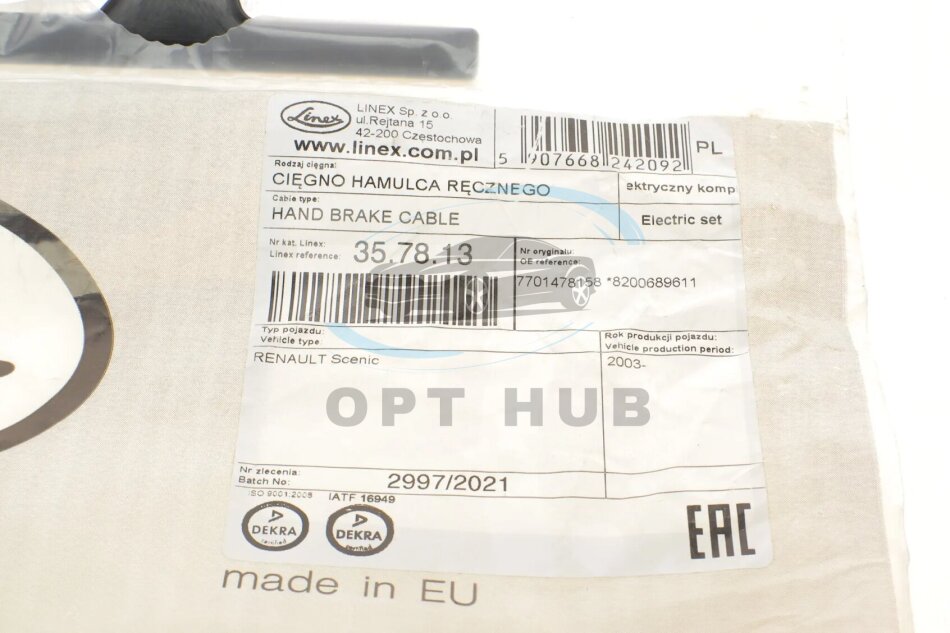 Linex
LINEX Sp. z o.o.
ul.Rejtana 15
42-200 Częstochowa
www.linex.com.pl
5 907668 242092
PL
Rodzaj cięgna:
CIĘGNO HAMULCA RĘCZNEGO
ektryczny komp
Cable type:
HAND BRAKE CABLE
Electric set
Nr kat. Linex:
Linex reference:
35.78.13
Nr oryginału
OE reference:
7701478158 *8200689611
Typ pojazdu:
Vehicle type:
RENAULT Scenic
Rok produkcji pojazdu:
Vehicle production period:
2003-
OPT HUB
Nr zlecenia:
Batch No:
2997/2021
ISO 9001:2008
IATF 16949
DEKRA
certified
DEKRA
certified
EAC
made in EU